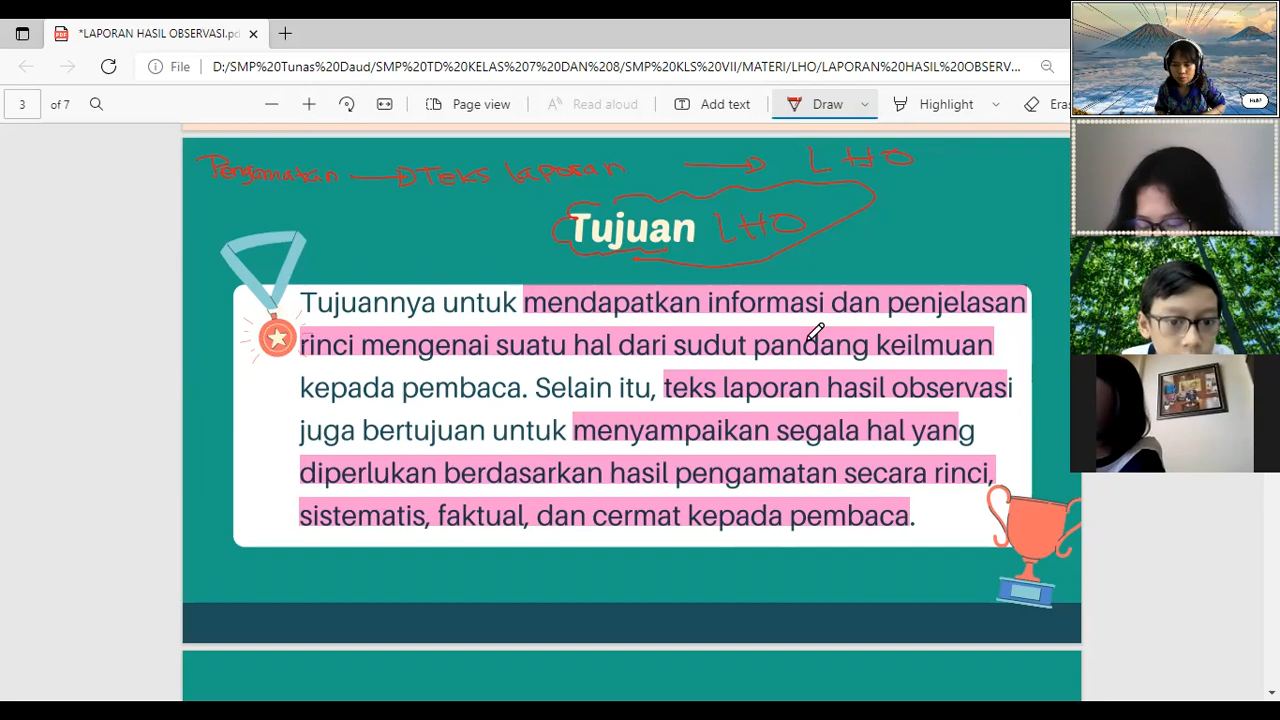 *LAPORAN HASIL OBSERVASI.pd
File D:/SMP%20Tunas%20Daud/SMP%20TD%20KELAS%207%20DAN%208/SMP%20KLS%20VII/MATERI/LHO/LAPORAN%20HASIL%20OBSERV...
3 of 7 Page view Read aloud Add text Draw Highlight Era
Pengamatan Teks laporan LHO
Tujuan LHO
Tujuannya untuk mendapatkan informasi dan penjelasan
rinci mengenai suatu hal dari sudut pandang keilmuan
kepada pembaca. Selain itu, teks laporan hasil observasi
juga bertujuan untuk menyampaikan segala hal yang
diperlukan berdasarkan hasil pengamatan secara rinci,
sistematis, faktual, dan cermat kepada pembaca.